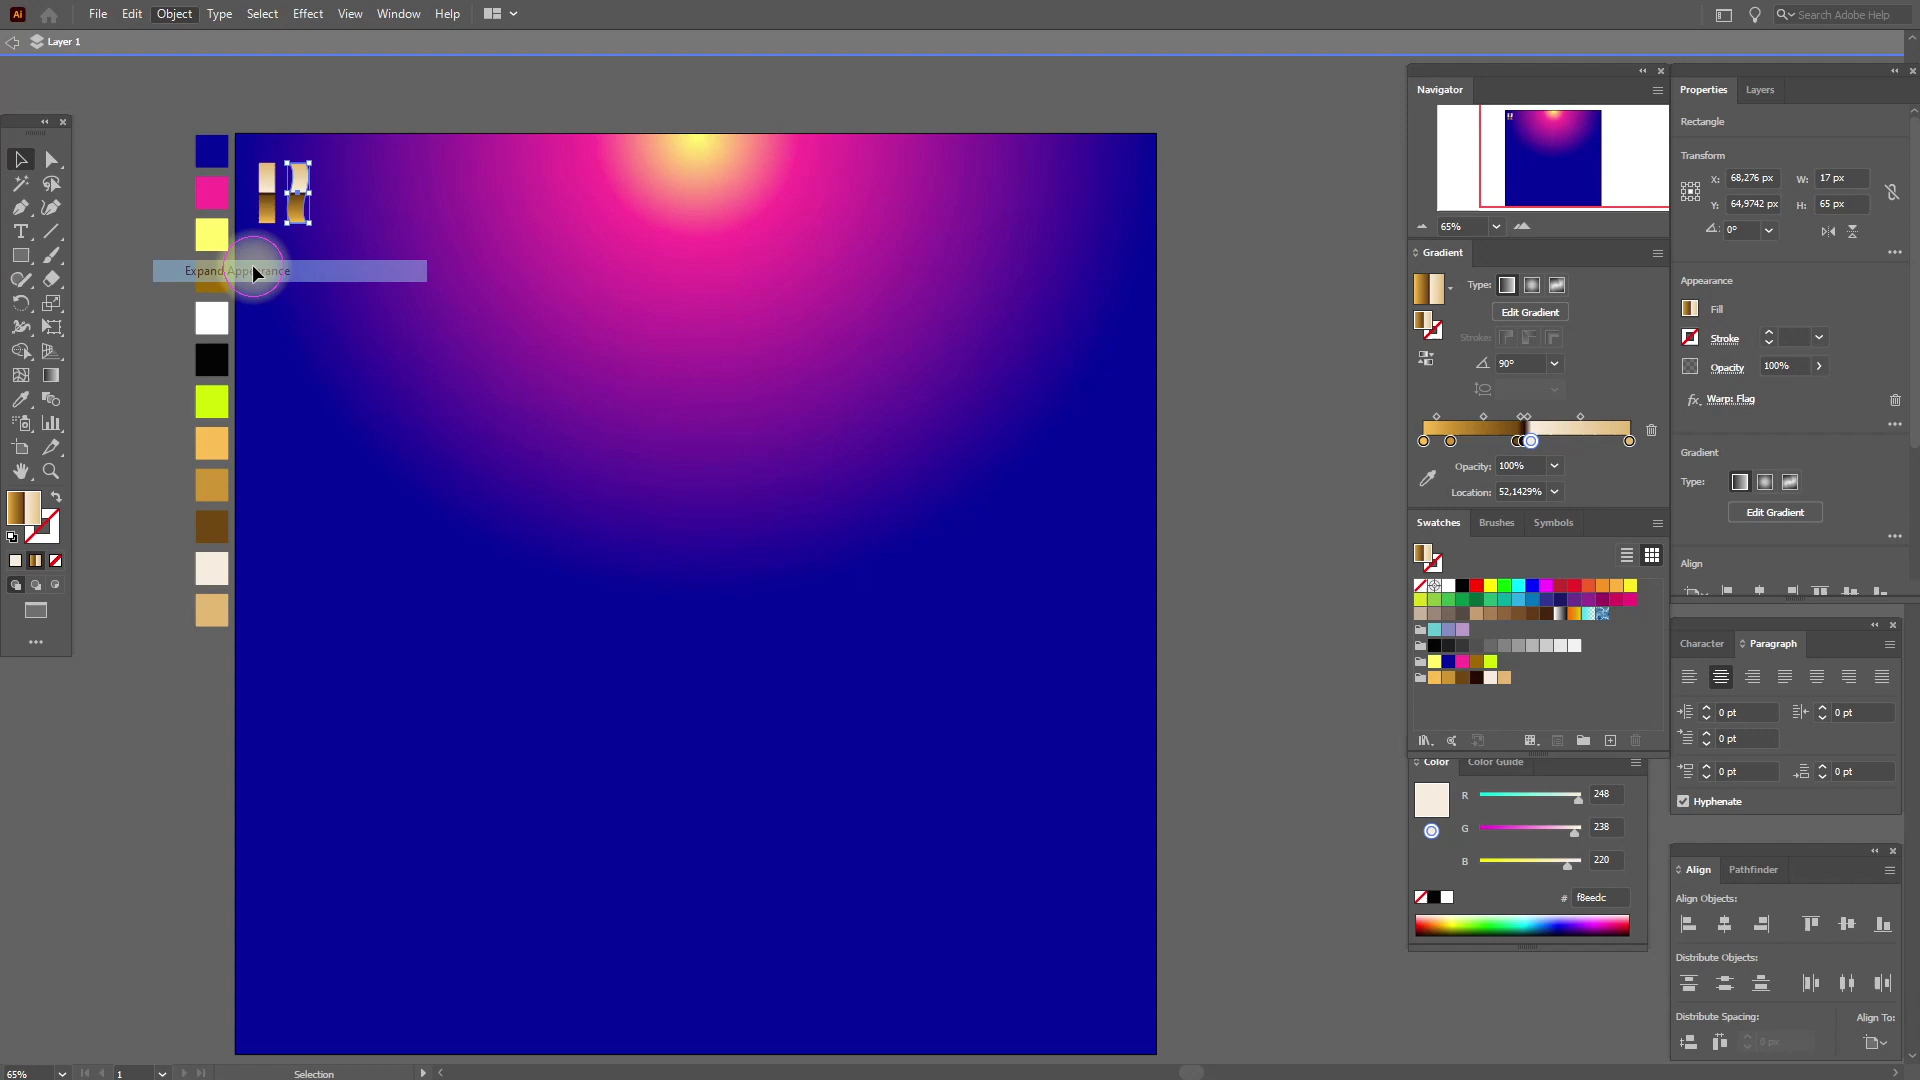 Ai File Edit Object Type Select Effect View Window Help Search Adobe Help
Layer 1
Navigator
Properties Layers
Rectangle
Transform
X: 68,276 px W: 17 px
Y: 64,9742 px H: 65 px
0°
65%
Gradient
Type:
Edit Gradient
Stroke:
90°
Opacity: 100%
Location: 52,1429%
Appearance
Fill
Stroke
Opacity 100%
fx. Warp: Flag
Gradient
Type:
Edit Gradient
Align
Expand Appearance
Swatches Brushes Symbols
Character Paragraph
0 pt 0 pt
0 pt
0 pt 0 pt
Hyphenate
Color Color Guide
R 248
G 238
B 220
# f8eedc
Align Pathfinder
Align Objects:
Distribute Objects:
Distribute Spacing: Align To:
0 px
65% 1 Selection